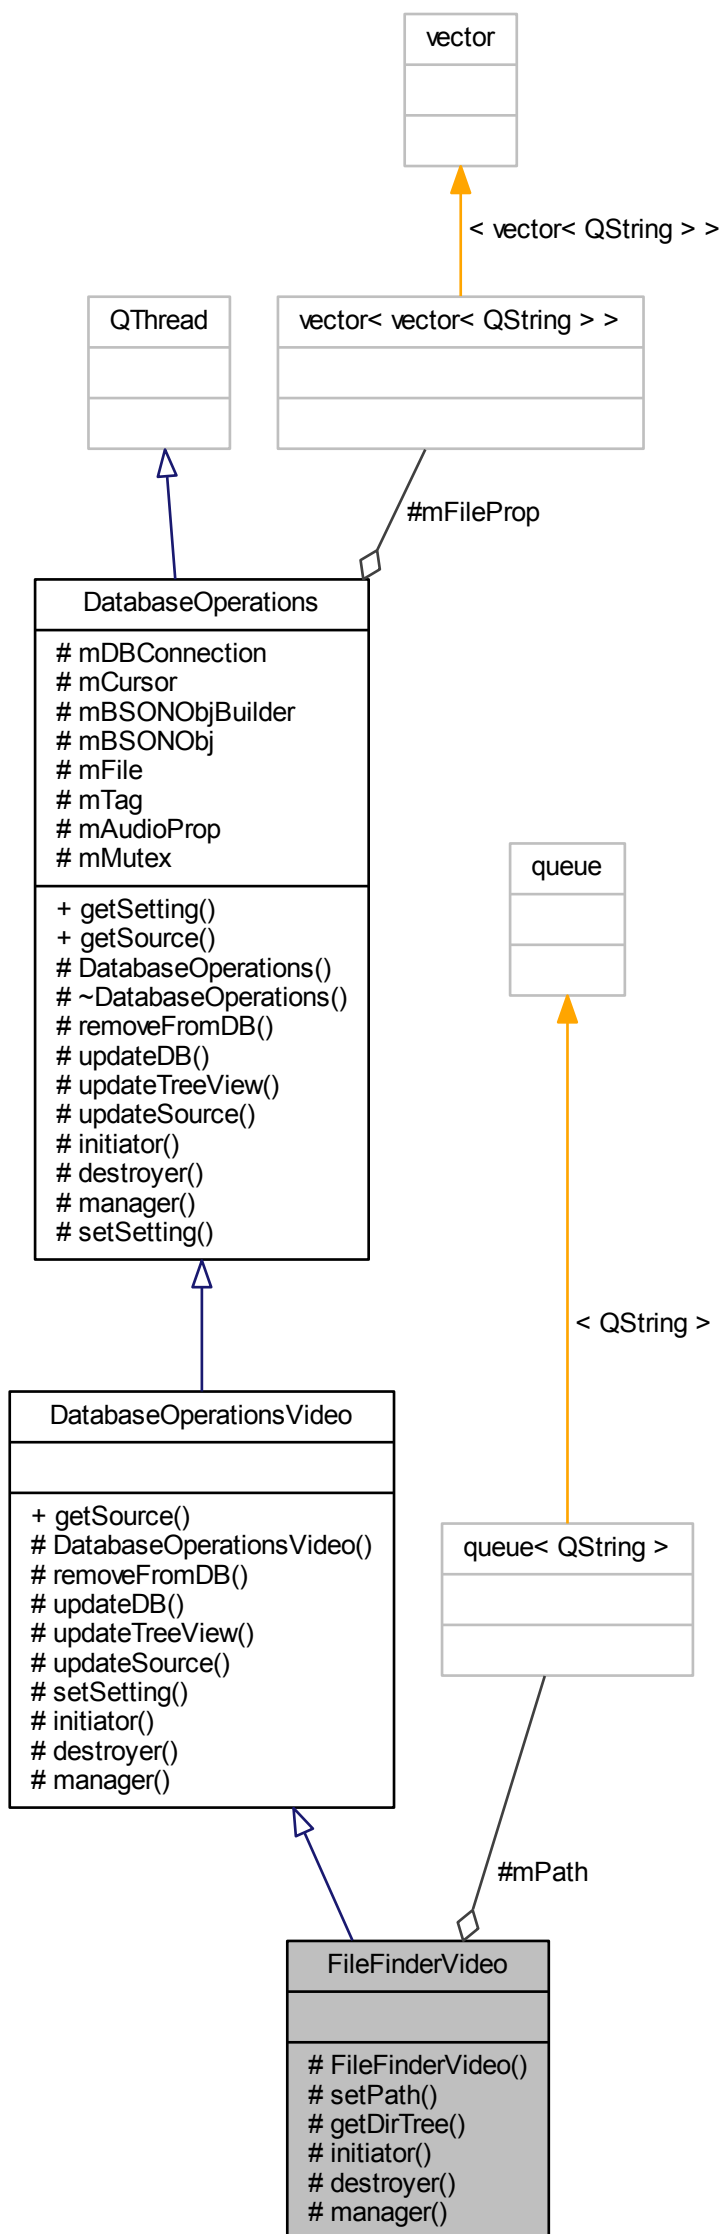 vector
< vector< QString > >
QThread
vector< vector< QString > >
#mFileProp
DatabaseOperations
# mDBConnection
# mCursor
# mBSONObjBuilder
# mBSONObj
# mFile
# mTag
# mAudioProp
# mMutex
+ getSetting()
+ getSource()
# DatabaseOperations()
# ~DatabaseOperations()
# removeFromDB()
# updateDB()
# updateTreeView()
# updateSource()
# initiator()
# destroyer()
# manager()
# setSetting()
queue
< QString >
DatabaseOperationsVideo
+ getSource()
# DatabaseOperationsVideo()
# removeFromDB()
# updateDB()
# updateTreeView()
# updateSource()
# setSetting()
# initiator()
# destroyer()
# manager()
queue< QString >
#mPath
FileFinderVideo
# FileFinderVideo()
# setPath()
# getDirTree()
# initiator()
# destroyer()
# manager()